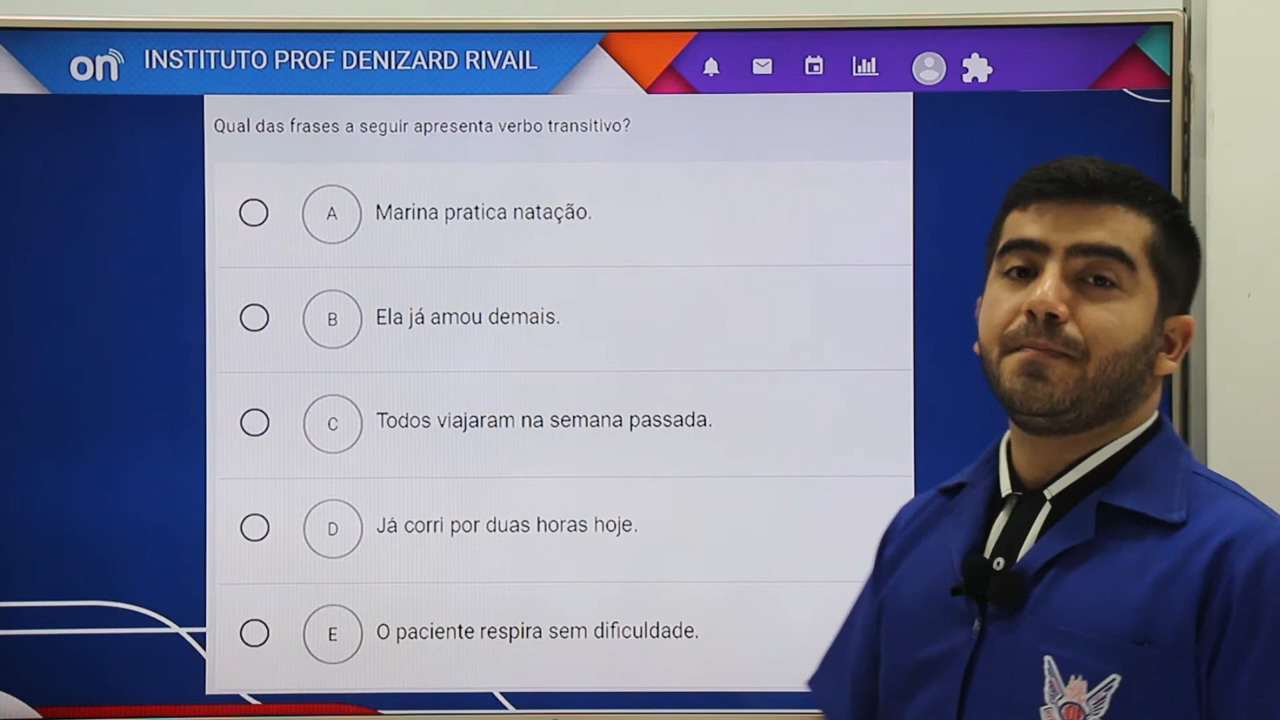 on INSTITUTO PROF DENIZARD RIVAIL
Qual das frases a seguir apresenta verbo transitivo?
A Marina pratica natação.
B Ela já amou demais.
C Todos viajaram na semana passada.
D Já corri por duas horas hoje.
E O paciente respira sem dificuldade.